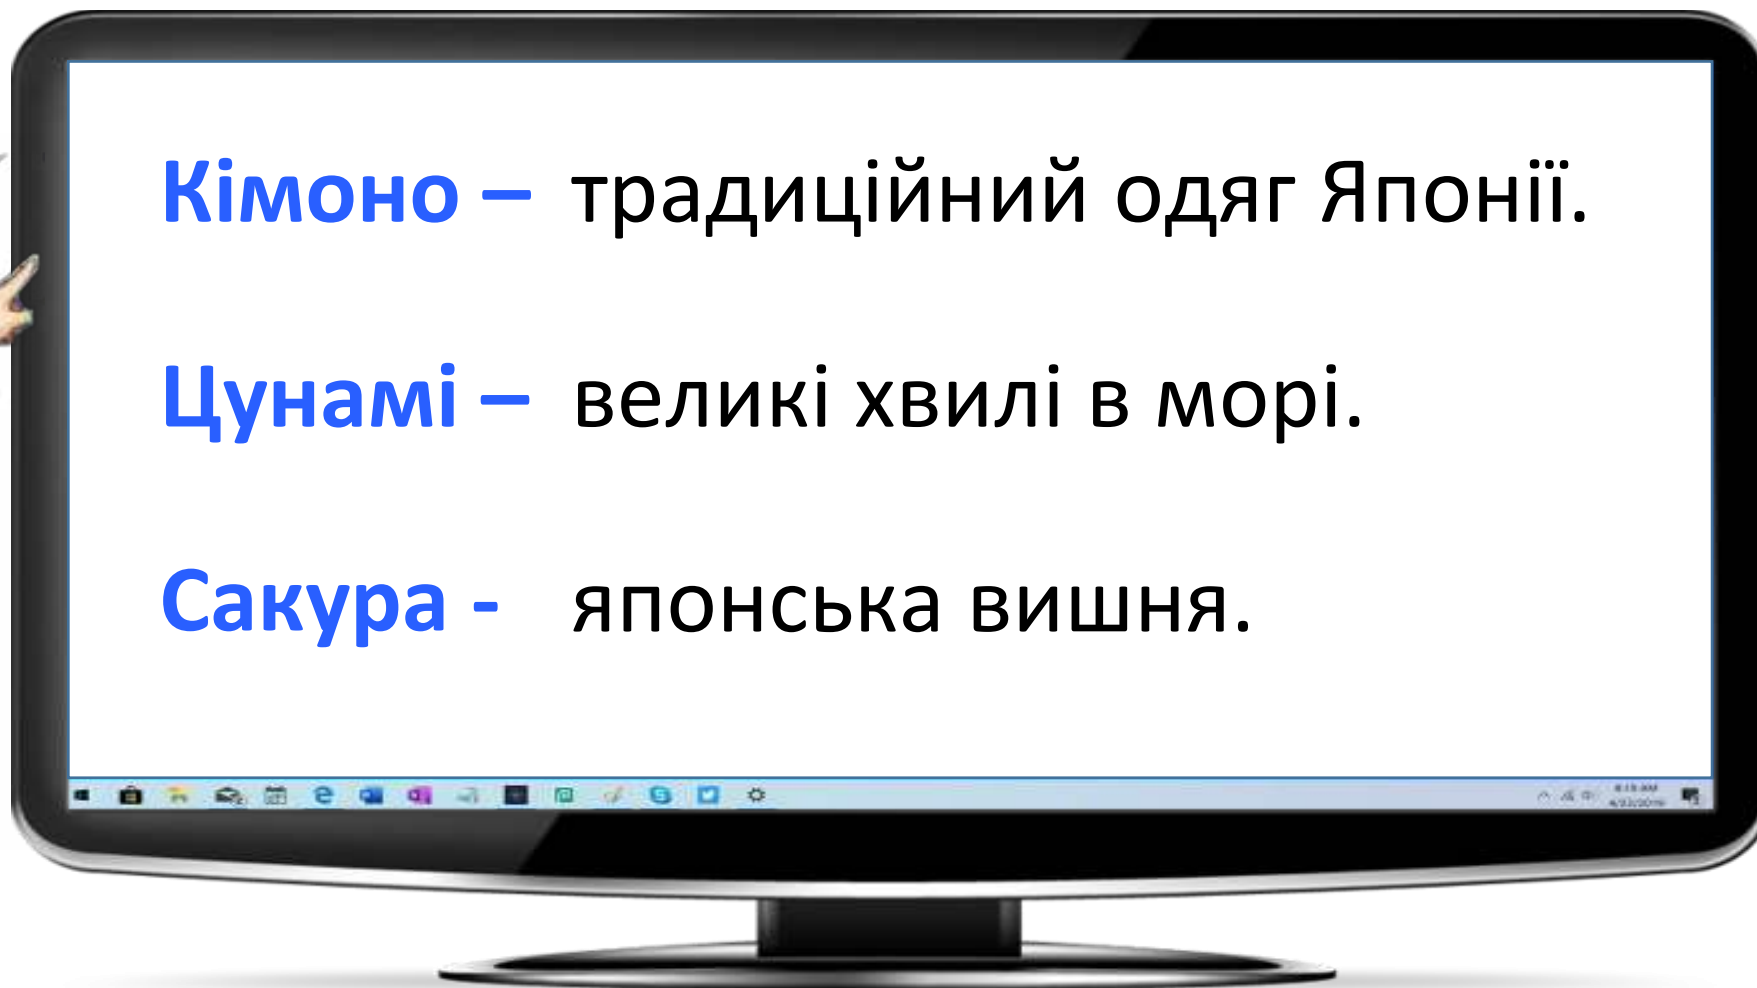 Кімоно – традиційний одяг Японії.
Цунамі – великі хвилі в морі.
Сакура - японська вишня.